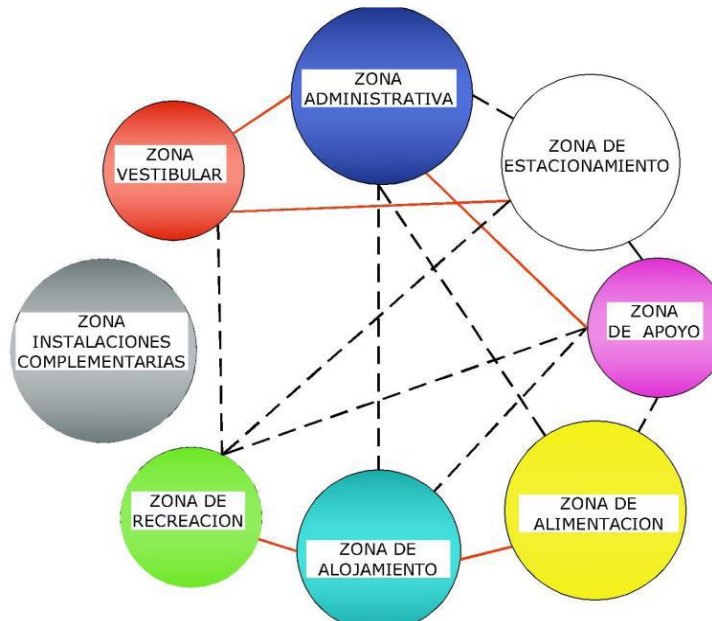 ZONA
ADMINISTRATIVA
ZONA
VESTIBULAR
ZONA DE
ESTACIONAMIENTO
ZONA
INSTALACIONES
COMPLEMENTARIAS
ZONA
DE APOYO
ZONA DE
RECREACION
ZONA DE
ALOJAMIENTO
ZONA DE
ALIMENTACION